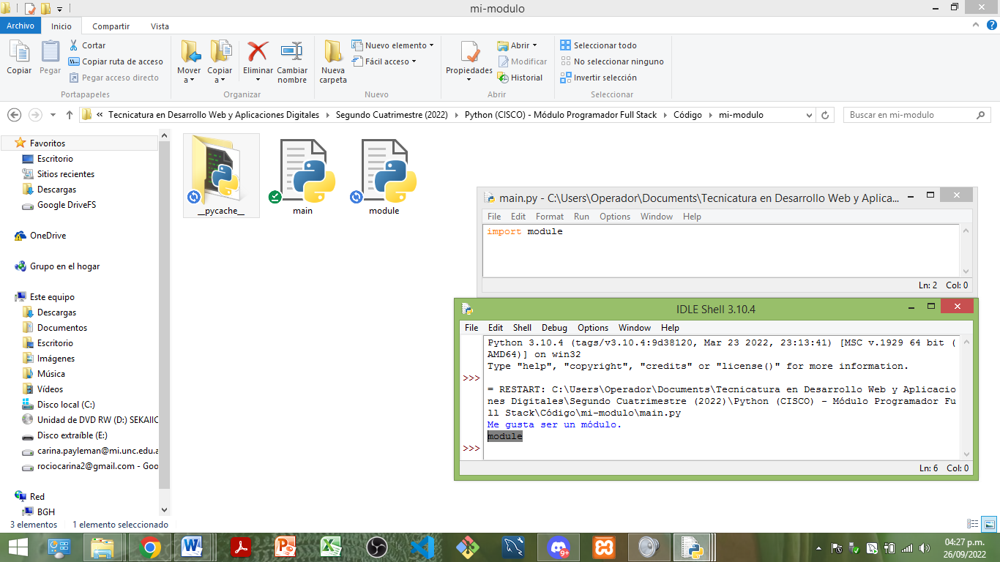 mi-modulo
Archivo Inicio Compartir Vista
Copiar
Pegar
Cortar
Copiar ruta de acceso
Pegar acceso directo
Portapapeles
Mover a
Copiar a
Eliminar
Cambiar nombre
Organizar
Nueva carpeta
Nuevo elemento
Fácil acceso
Nuevo
Propiedades
Abrir
Modificar
Historial
Abrir
Seleccionar todo
No seleccionar ninguno
Invertir selección
Seleccionar
« Tecnicatura en Desarrollo Web y Aplicaciones Digitales Segundo Cuatrimestre (2022) Python (CISCO) - Módulo Programador Full Stack Código mi-modulo
Buscar en mi-modulo
Favoritos
Escritorio
Sitios recientes
Descargas
Google DriveFS
OneDrive
Grupo en el hogar
Este equipo
Descargas
Documentos
Escritorio
Imágenes
Música
Vídeos
Disco local (C:)
Unidad de DVD RW (D:) SEKAIIC
Disco extraíble (E:)
carina.payleman@mi.unc.edu.a
rociocarina2@gmail.com - Goo
Red
BGH
__pycache__
main
module
main.py - C:\Users\Operador\Documents\Tecnicatura en Desarrollo Web y Aplica...
File Edit Format Run Options Window Help
import module
Ln: 2 Col: 0
IDLE Shell 3.10.4
File Edit Shell Debug Options Window Help
Python 3.10.4 (tags/v3.10.4:9d38120, Mar 23 2022, 23:13:41) [MSC v.1929 64 bit (
AMD64)] on win32
Type "help", "copyright", "credits" or "license()" for more information.
>>>
= RESTART: C:\Users\Operador\Documents\Tecnicatura en Desarrollo Web y Aplicacio
nes Digitales\Segundo Cuatrimestre (2022)\Python (CISCO) - Módulo Programador Fu
ll Stack\Código\mi-modulo\main.py
Me gusta ser un módulo.
module
>>>
Ln: 6 Col: 0
3 elementos 1 elemento seleccionado
9+
04:27 p.m.
26/09/2022